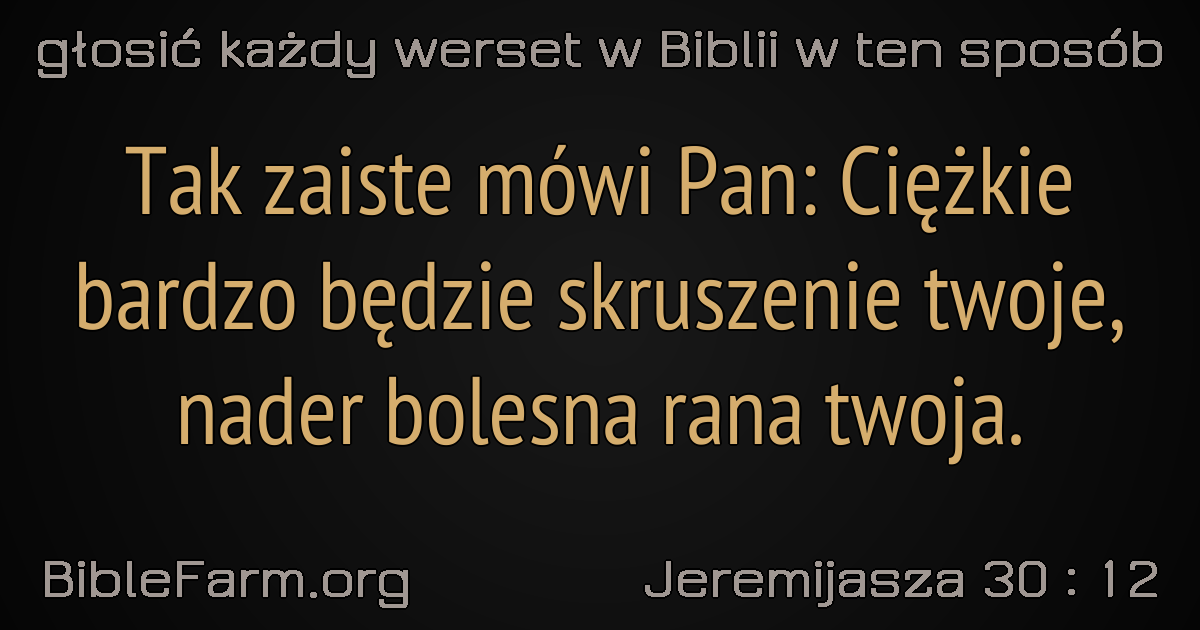 głosić każdy werset w Biblii w ten sposób
Tak zaiste mówi Pan: Ciężkie
bardzo będzie skruszenie twoje,
nader bolesna rana twoja.
BibleFarm.org
Jeremijasza 30 : 12